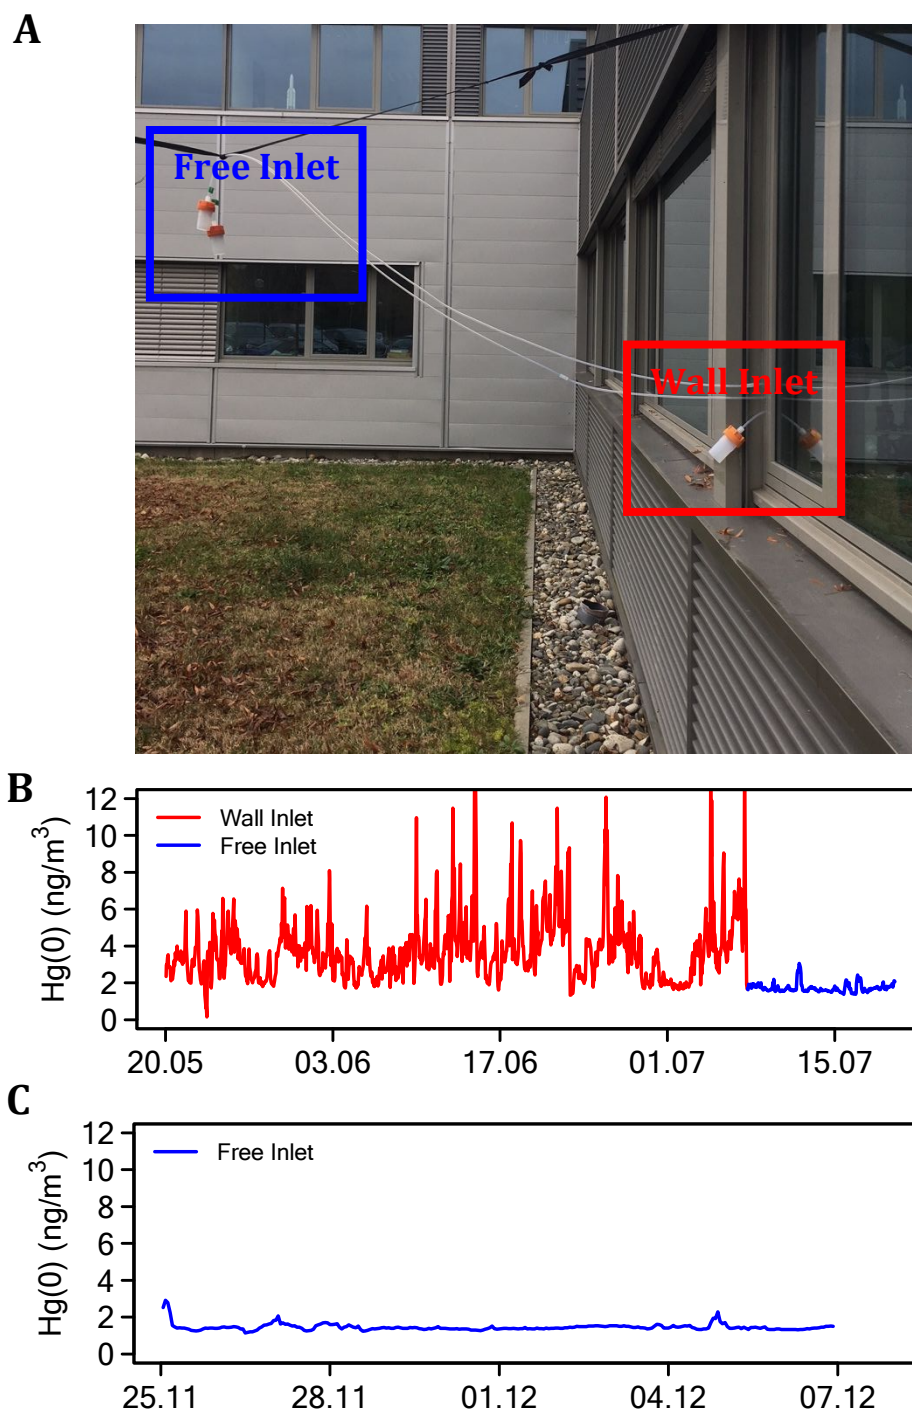 A
Free Inlet
Wall Inlet
B
Hg(0) (ng/m³)
12
10
8
6
4
2
0
Wall Inlet
Free Inlet
20.05 03.06 17.06 01.07 15.07
C
Hg(0) (ng/m³)
12
10
8
6
4
2
0
Free Inlet
25.11 28.11 01.12 04.12 07.12